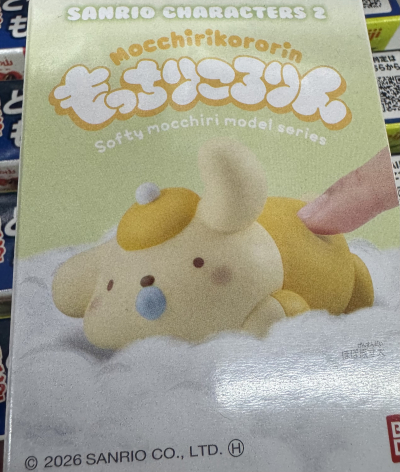 SANRIO CHARACTERS 2
Mocchirikororin
もっちりころりん
Softy mocchiri model series
© 2026 SANRIO CO., LTD. Ⓗ